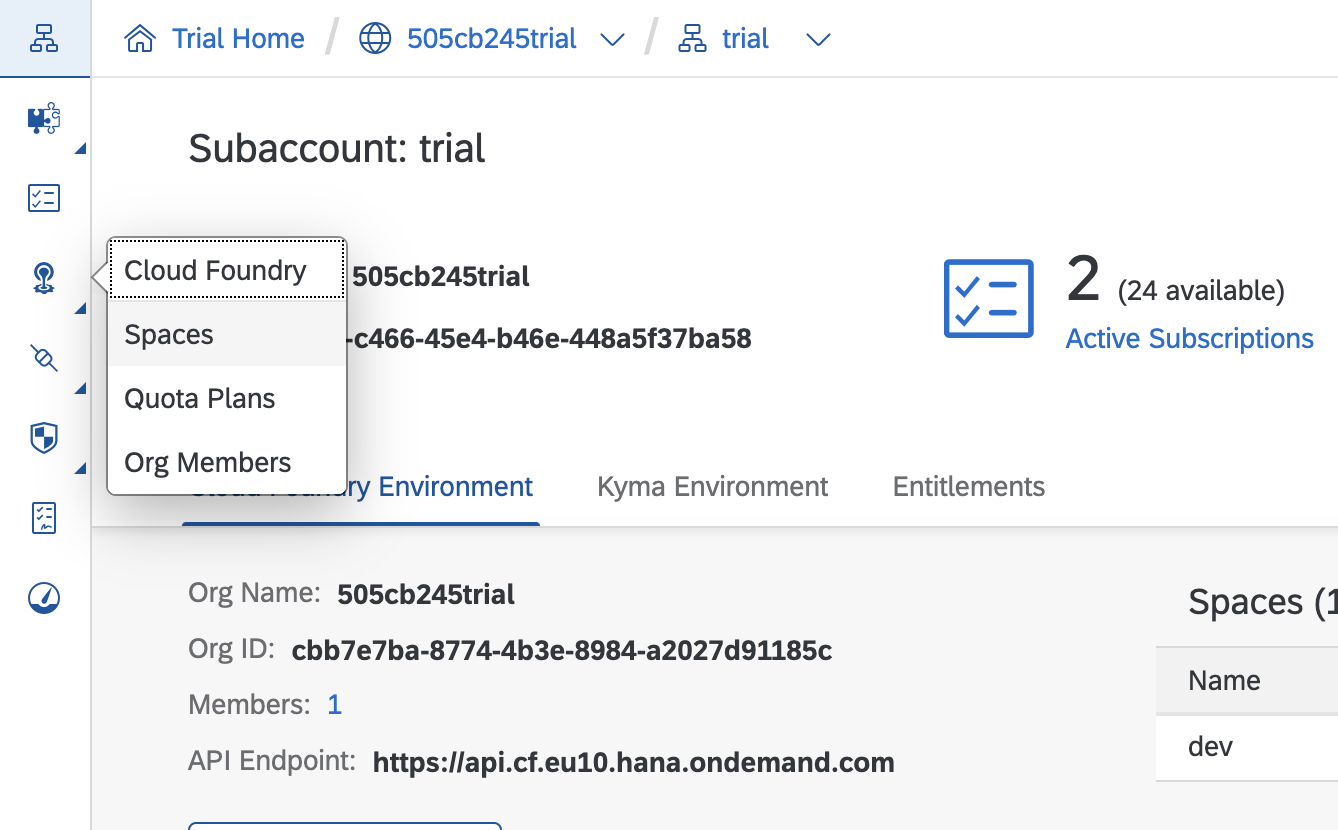 Trial Home / 505cb245trial / trial
Subaccount: trial
Cloud Foundry
Spaces
Quota Plans
Org Members
505cb245trial
-c466-45e4-b46e-448a5f37ba58
2 (24 available)
Active Subscriptions
Cloud Foundry Environment
Kyma Environment
Entitlements
Org Name: 505cb245trial
Org ID: cbb7e7ba-8774-4b3e-8984-a2027d91185c
Members: 1
API Endpoint: https://api.cf.eu10.hana.ondemand.com
Spaces (1
Name
dev